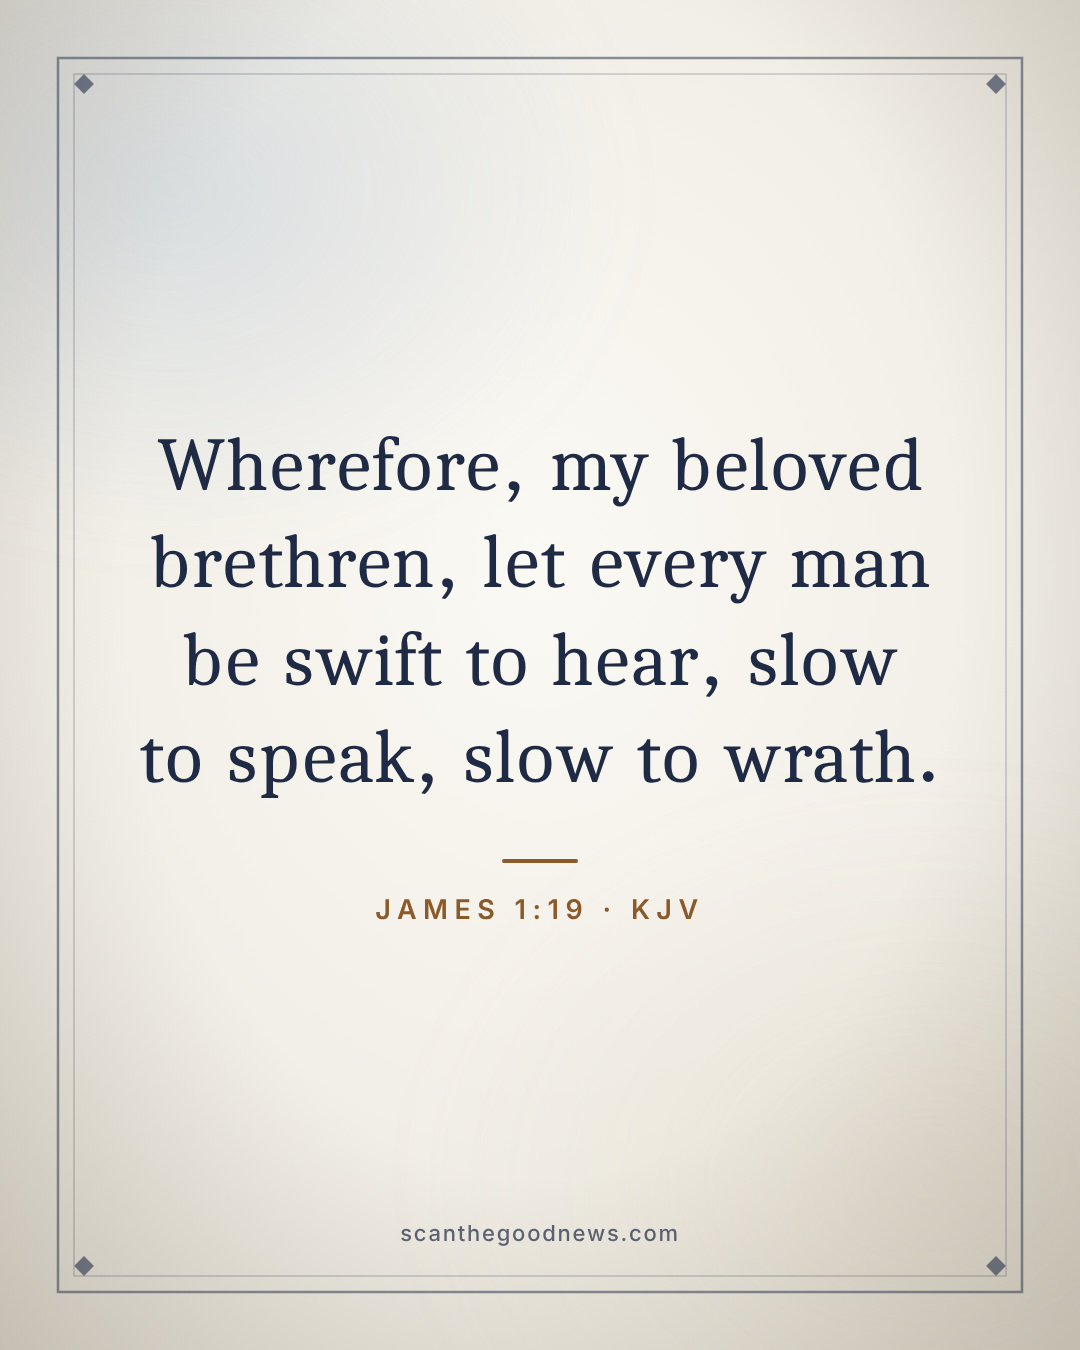 Wherefore, my beloved
brethren, let every man
be swift to hear, slow
to speak, slow to wrath.
JAMES 1:19 · KJV
scanthegoodnews.com